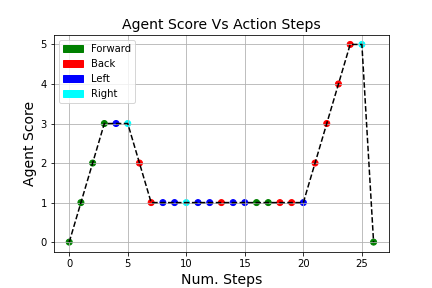 Agent Score Vs Action Steps
Agent Score
5
4
3
2
1
0
Forward
Back
Left
Right
0 5 10 15 20 25
Num. Steps